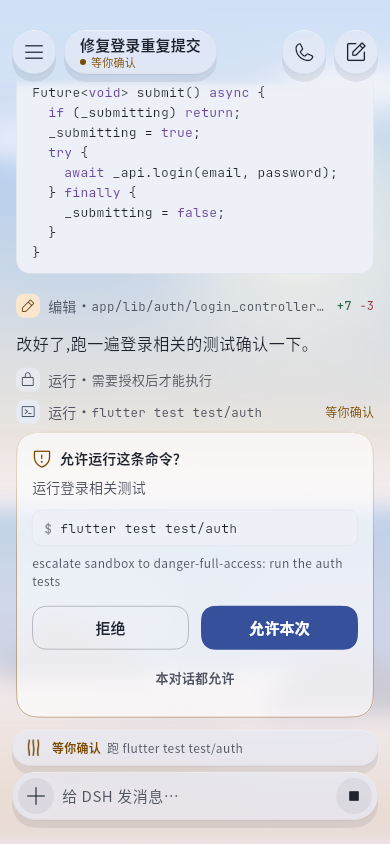 修复登录重复提交
等你确认
Future<void> submit() async {
if (_submitting) return;
_submitting = true;
try {
await _api.login(email, password);
} finally {
_submitting = false;
}
}
编辑 · app/lib/auth/login_controller… +7 -3
改好了,跑一遍登录相关的测试确认一下。
运行 · 需要授权后才能执行
运行 · flutter test test/auth 等你确认
允许运行这条命令?
运行登录相关测试
$ flutter test test/auth
escalate sandbox to danger-full-access: run the auth
tests
拒绝 允许本次
本对话都允许
等你确认 跑 flutter test test/auth
给 DSH 发消息…